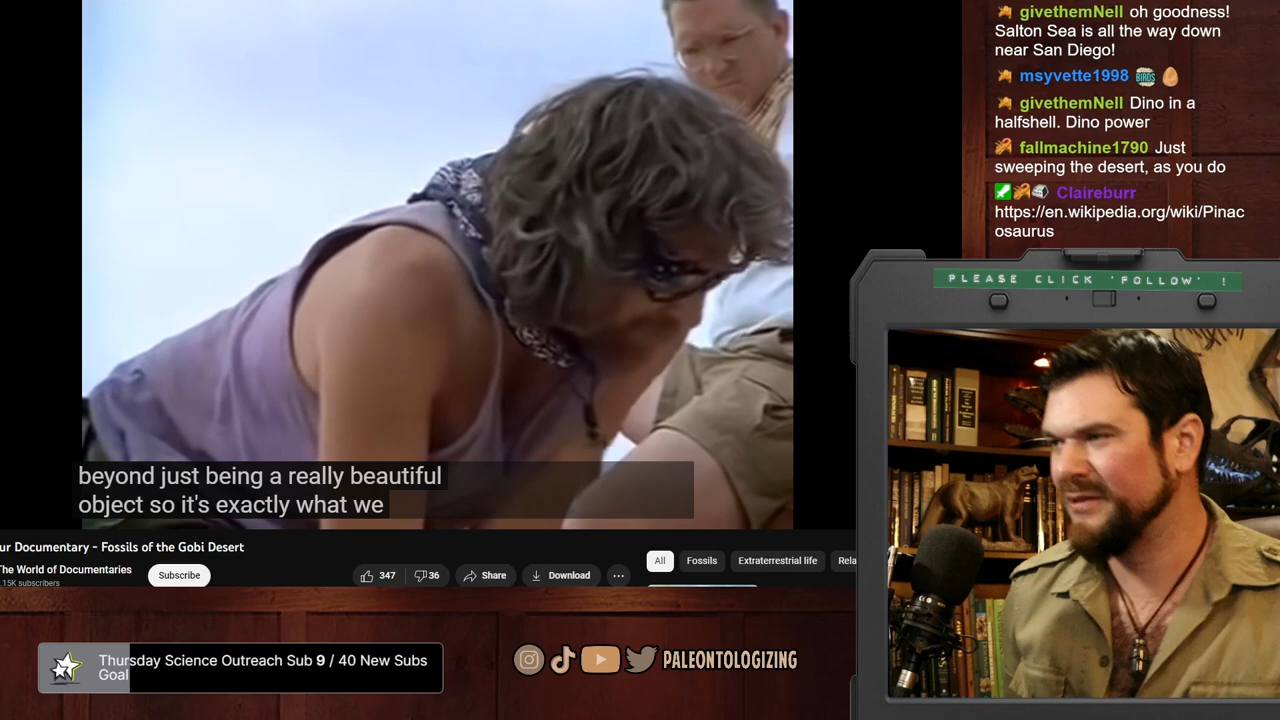 givethemNell oh goodness!
Salton Sea is all the way down
near San Diego!
msyvette1998
BIRDS
givethemNell Dino in a
halfshell. Dino power
fallmachine1790 Just
sweeping the desert, as you do
Claireburr
https://en.wikipedia.org/wiki/Pinac
osaurus
PLEASE CLICK "FOLLOW" !
beyond just being a really beautiful
object so it's exactly what we
ur Documentary - Fossils of the Gobi Desert
The World of Documentaries
.15K subscribers
Subscribe
347
36
Share
Download
All
Fossils
Extraterrestrial life
Rela
Thursday Science Outreach Sub 9 / 40 New Subs
Goal
PALEONTOLOGIZING